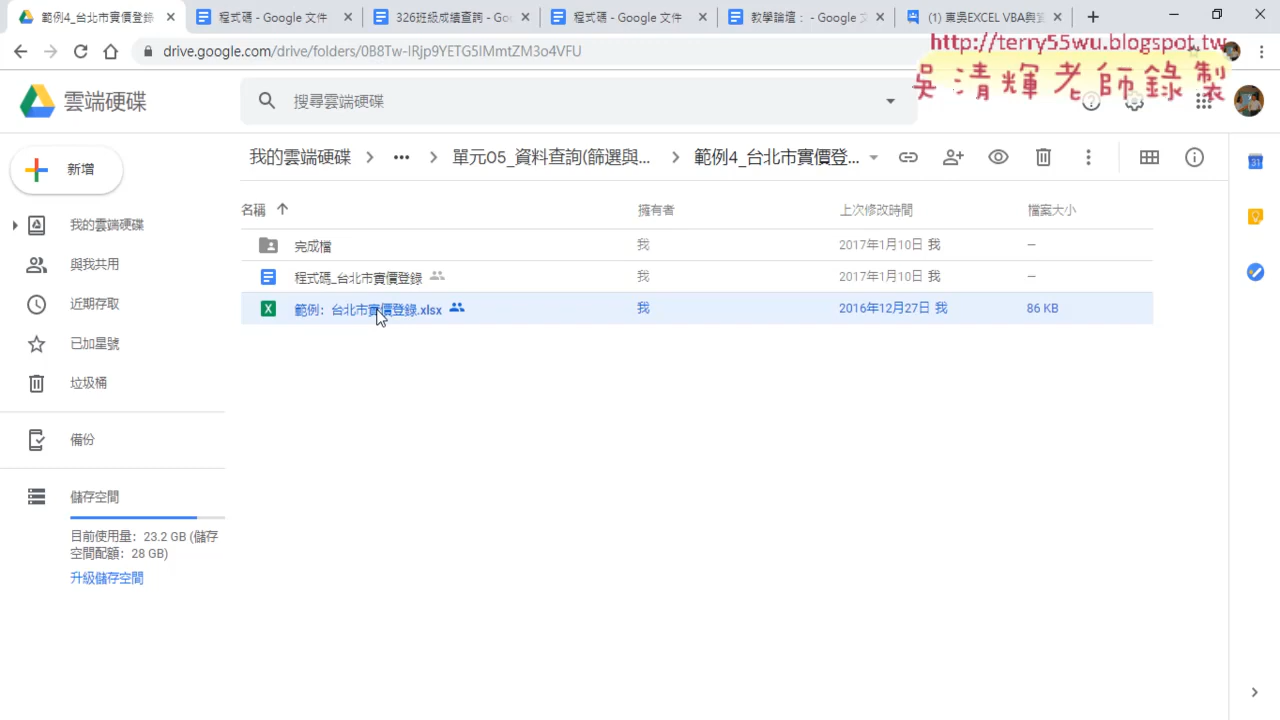 範例4_台北市實價登錄
程式碼 - Google 文件
326班級成績查詢 - Go
程式碼 - Google 文件
教學論壇： - Google 文
(1) 東吳EXCEL VBA與資
drive.google.com/drive/folders/0B8Tw-IRjp9YETG5IMmtZM3o4VFU
http://terry55wu.blogspot.tw
吳清輝老師錄製
雲端硬碟
搜尋雲端硬碟
新增
我的雲端硬碟
單元05_資料查詢(篩選與...
範例4_台北市實價登...
名稱
擁有者
上次修改時間
檔案大小
我的雲端硬碟
完成檔
我
2017年1月10日 我
–
與我共用
程式碼_台北市實價登錄
我
2017年1月10日 我
–
近期存取
範例：台北市實價登錄.xlsx
我
2016年12月27日 我
86 KB
已加星號
垃圾桶
備份
儲存空間
目前使用量：23.2 GB (儲存
空間配額：28 GB)
升級儲存空間
31